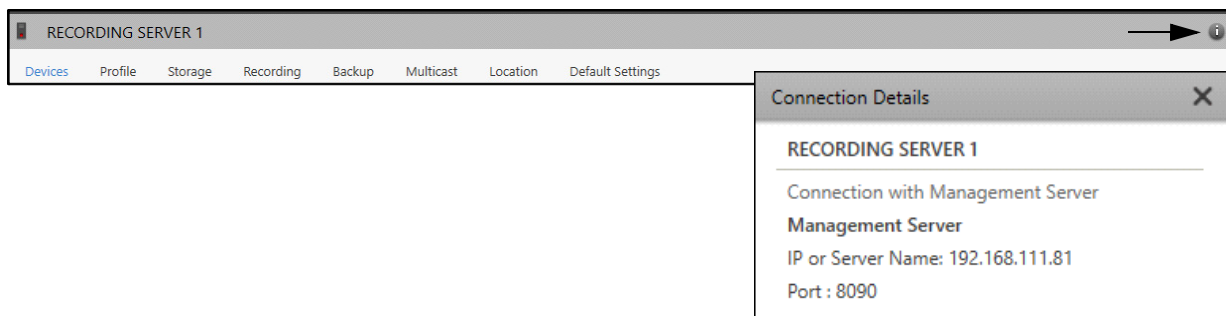 RECORDING SERVER 1
Devices Profile Storage Recording Backup Multicast Location Default Settings
Connection Details
RECORDING SERVER 1
Connection with Management Server
Management Server
IP or Server Name: 192.168.111.81
Port : 8090